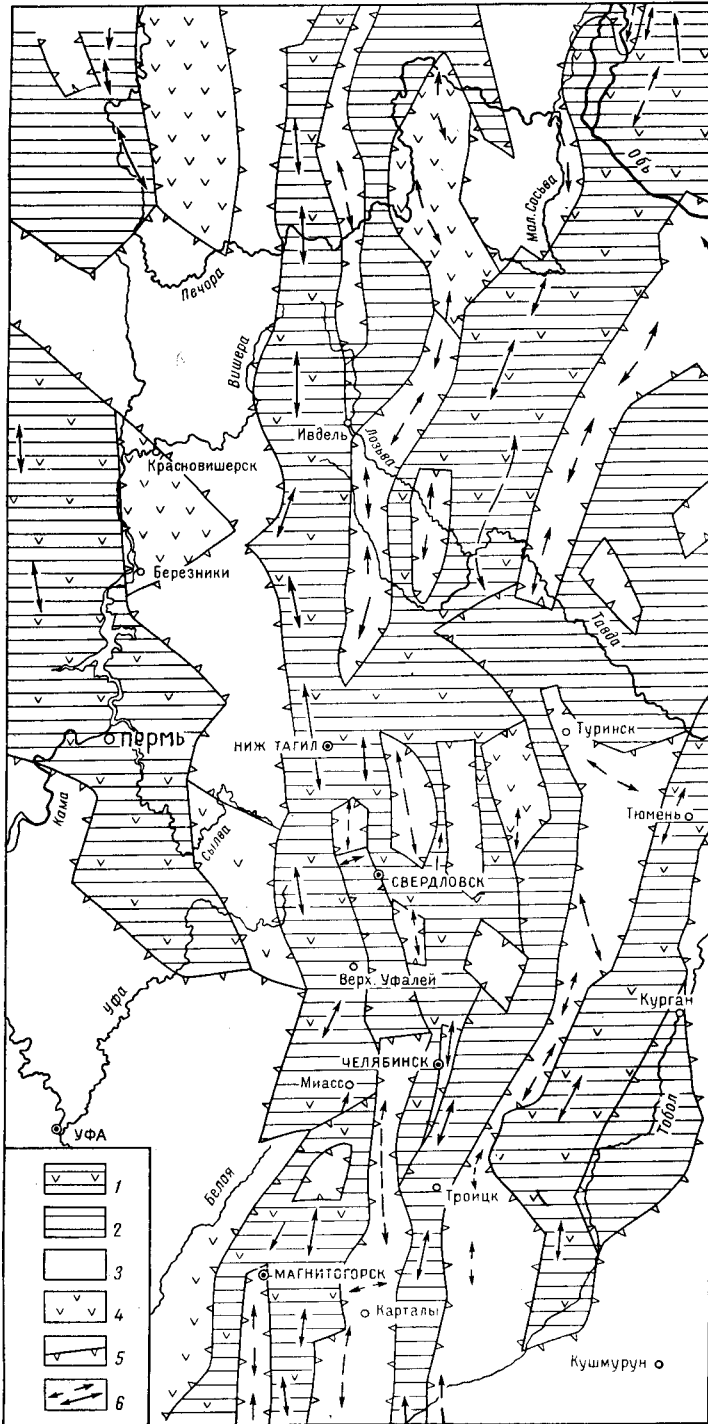 Обь
Мал. Сосьва
Печора
Вишера
Ивдель
Лозьва
Красновишерск
Березники
Тавда
Пермь
НИЖ ТАГИЛ
Туринск
Кама
Сылва
Тюмень
СВЕРДЛОВСК
Верх. Уфалей
Уфа
Курган
ЧЕЛЯБИНСК
Миасс
Тобол
УФА
Белая
Троицк
МАГНИТОГОРСК
Карталы
Кушмурун
1
2
3
4
5
6